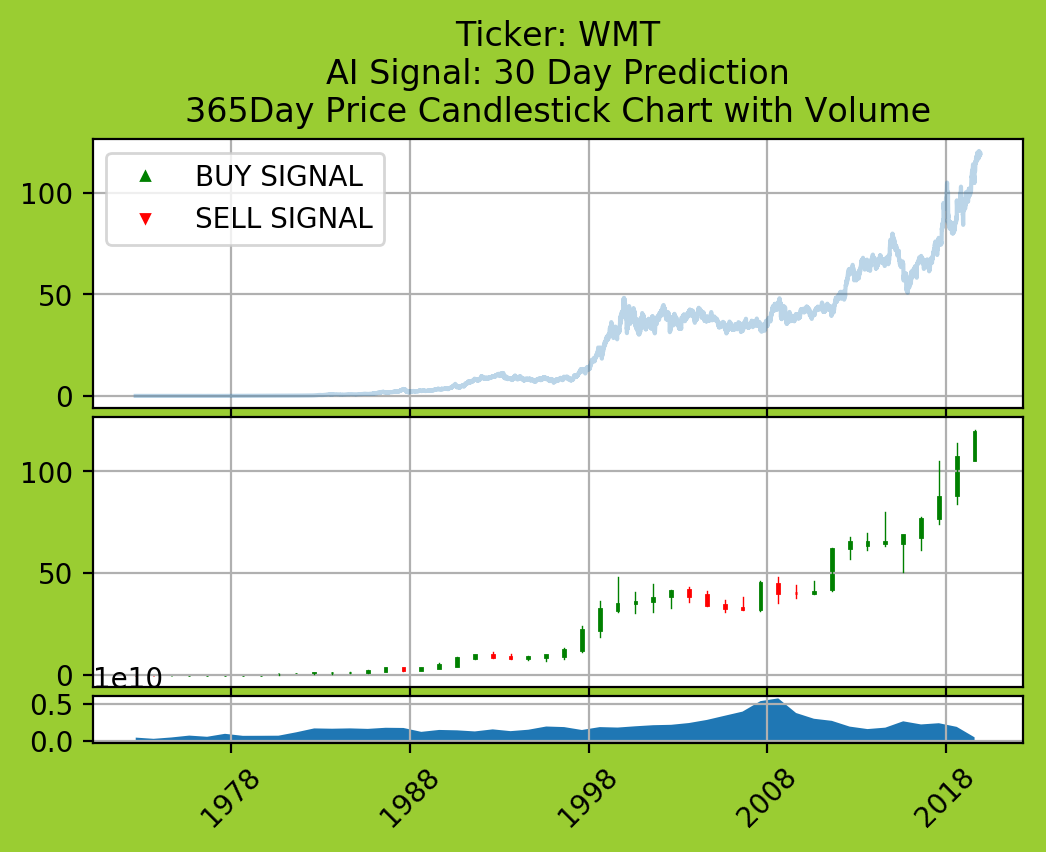 Ticker: WMT
AI Signal: 30 Day Prediction
365Day Price Candlestick Chart with Volume
BUY SIGNAL
SELL SIGNAL
100
50
0
100
50
0
1e10
0.5
0.0
1978
1988
1998
2008
2018